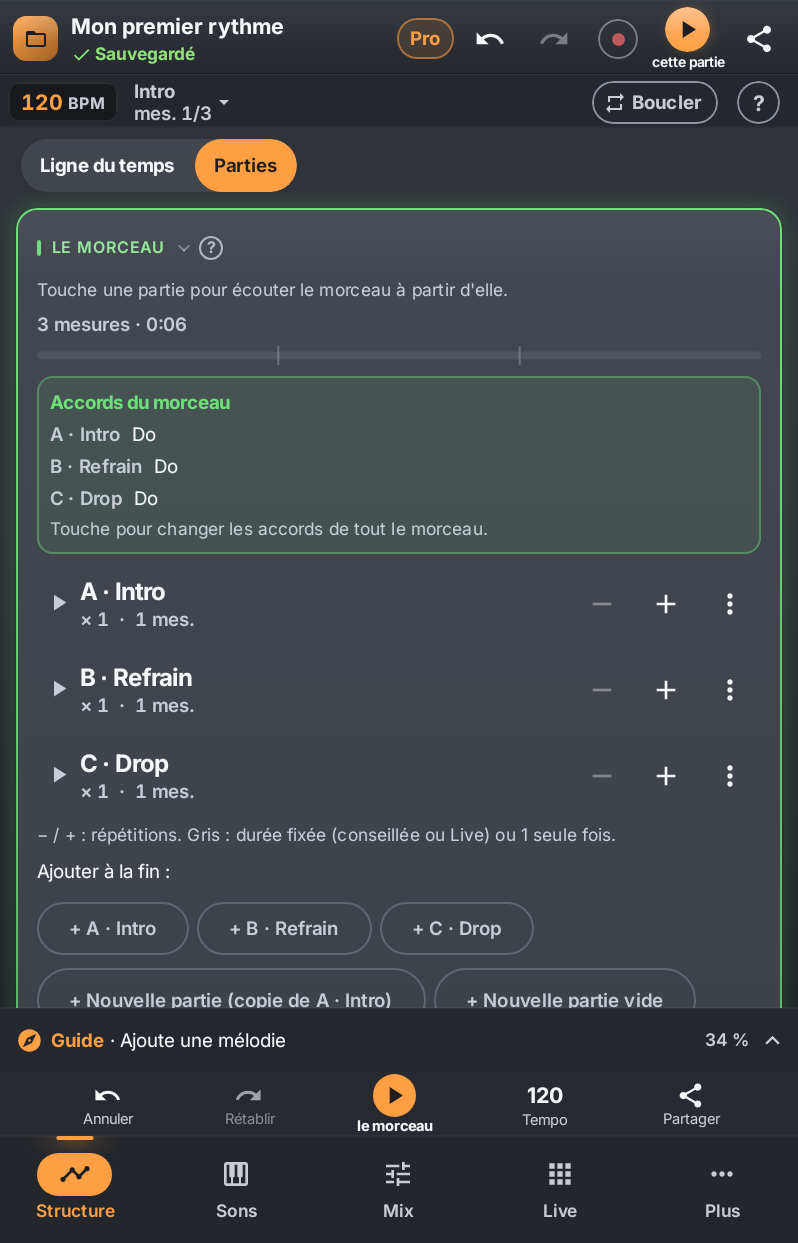 Mon premier rythme
Sauvegardé
Pro
cette partie
120 BPM
Intro
mes. 1/3
Boucler
?
Ligne du temps
Parties
LE MORCEAU
?
Touche une partie pour écouter le morceau à partir d'elle.
3 mesures · 0:06
Accords du morceau
A · Intro Do
B · Refrain Do
C · Drop Do
Touche pour changer les accords de tout le morceau.
A · Intro
× 1 · 1 mes.
B · Refrain
× 1 · 1 mes.
C · Drop
× 1 · 1 mes.
– / + : répétitions. Gris : durée fixée (conseillée ou Live) ou 1 seule fois.
Ajouter à la fin :
+ A · Intro
+ B · Refrain
+ C · Drop
+ Nouvelle partie (copie de A · Intro)
+ Nouvelle partie vide
Guide · Ajoute une mélodie
34 %
Annuler
Rétablir
le morceau
120
Tempo
Partager
Structure
Sons
Mix
Live
Plus